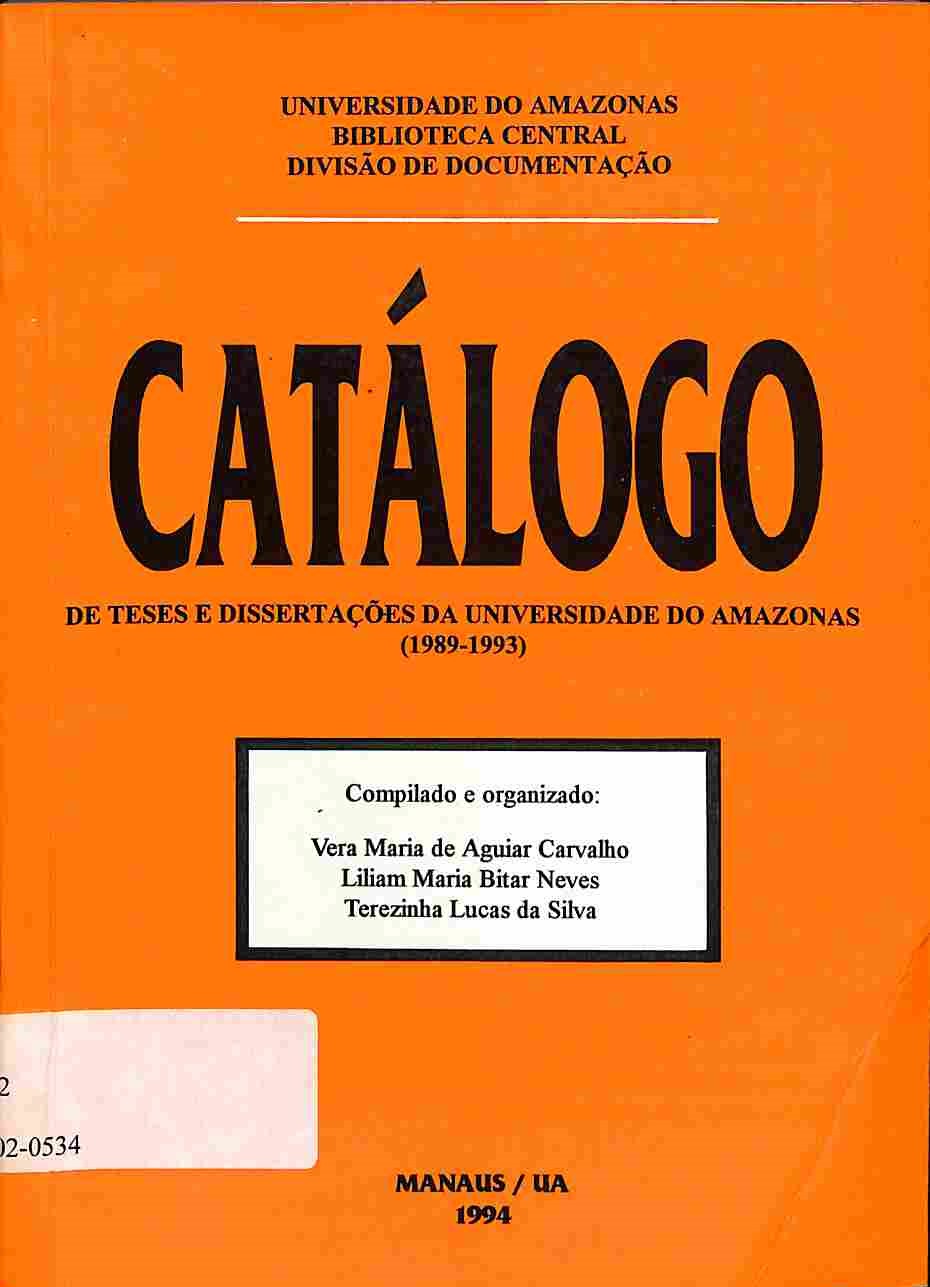 UNIVERSIDADE DO AMAZONAS
BIBLIOTECA CENTRAL
DIVISÃO DE DOCUMENTAÇÃO
CATÁLOGO
DE TESES E DISSERTAÇÕES DA UNIVERSIDADE DO AMAZONAS
(1989-1993)
Compilado e organizado:
Vera Maria de Aguiar Carvalho
Liliam Maria Bitar Neves
Terezinha Lucas da Silva
2
02-0534
MANAUS / UA
1994